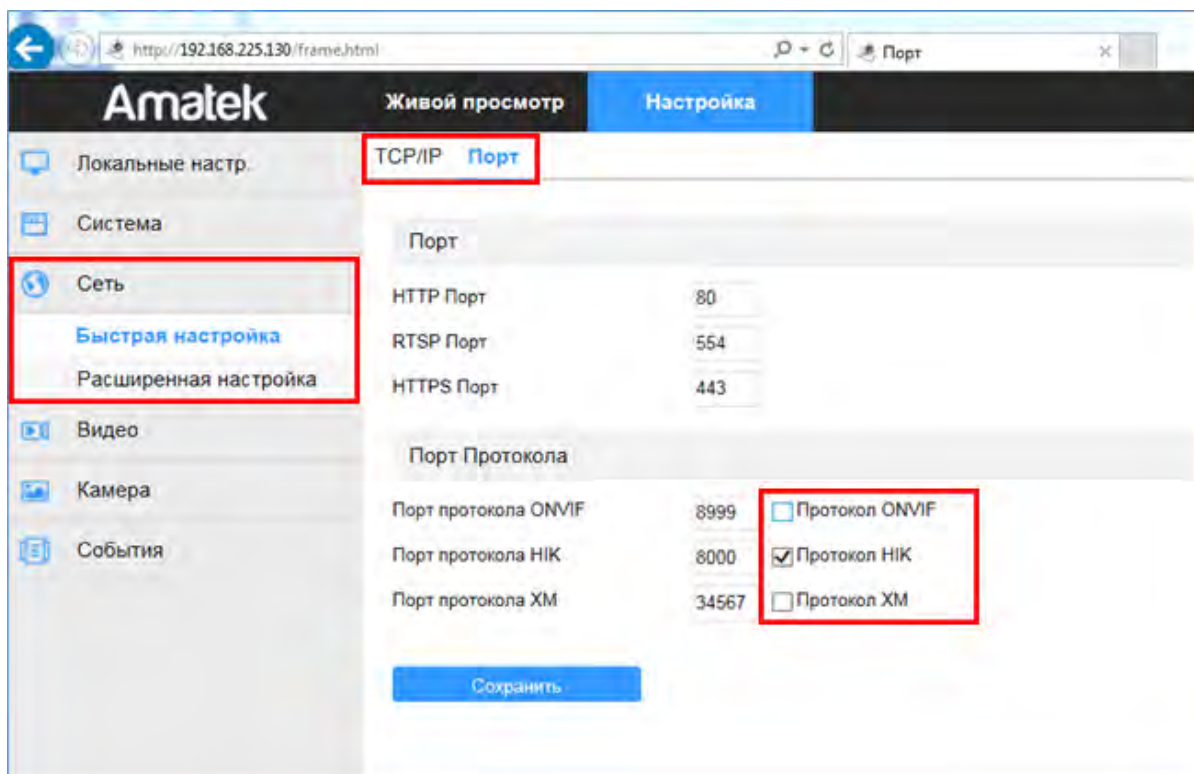 http://192.168.225.130/frame.html
Порт
Amatek
Живой просмотр
Настройка
Локальные настр.
Система
Сеть
Быстрая настройка
Расширенная настройка
Видео
Камера
События
TCP/IP Порт
Порт
HTTP Порт 80
RTSP Порт 554
HTTPS Порт 443
Порт Протокола
Порт протокола ONVIF 8999 Протокол ONVIF
Порт протокола HIK 8000 Протокол HIK
Порт протокола XM 34567 Протокол XM
Сохранить